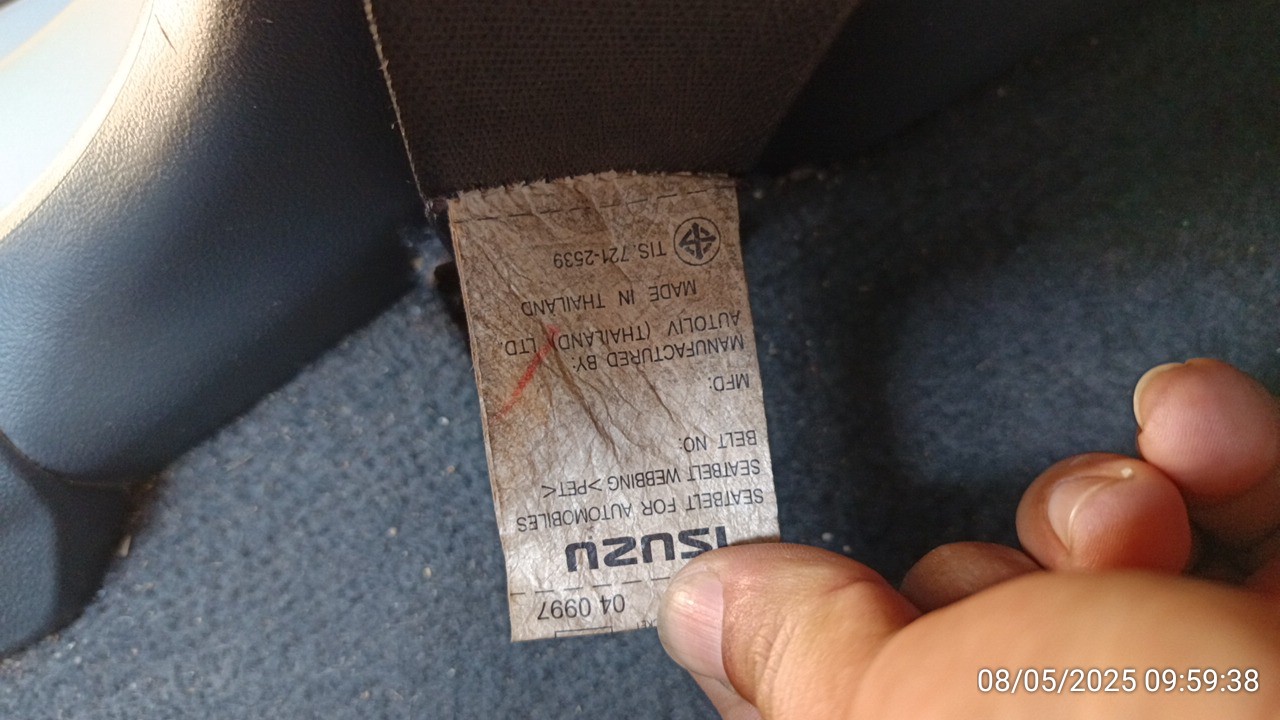 04 0997
ISUZU
SEATBELT FOR AUTOMOBILES
SEATBELT WEBBING >PET<
BELT NO:
MFD:
MANUFACTURED BY:
AUTOLIV (THAILAND) LTD.
MADE IN THAILAND
TIS.721-2539
08/05/2025 09:59:38